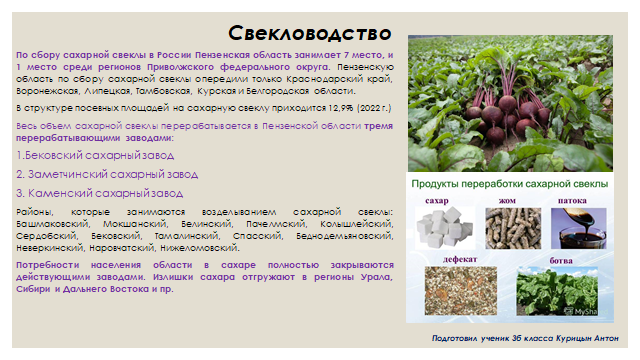 Свекловодство
По сбору сахарной свеклы в России Пензенская область занимает 7 место, и
1 место среди регионов Приволжского федерального округа. Пензенскую
область по сбору сахарной свеклы опередили только Краснодарский край,
Воронежская, Липецкая, Тамбовская, Курская и Белгородская области.
В структуре посевных площадей на сахарную свеклу приходится 12,9% (2022 г.)
Весь объем сахарной свеклы перерабатывается в Пензенской области тремя
перерабатывающими заводами:
1.Бековский сахарный завод
2. Заметчинский сахарный завод
3. Каменский сахарный завод
Районы, которые занимаются возделыванием сахарной свеклы:
Башмаковский, Мокшанский, Белинский, Пачелмский, Колышлейский,
Сердобский, Бековский, Тамалинский, Спасский, Беднодемьяновский,
Неверкинский, Наровчатский, Нижеломовский.
Потребности населения области в сахаре полностью закрываются
действующими заводами. Излишки сахара отгружают в регионы Урала,
Сибири и Дальнего Востока и пр.
Продукты переработки сахарной свеклы
сахар жом патока
дефекат ботва
MySha
Подготовил ученик 3б класса Курицын Антон